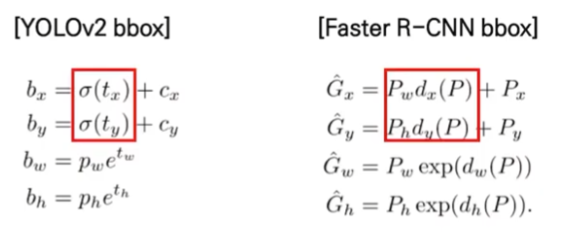 [YOLOv2 bbox]
b_x = σ(t_x) + c_x
b_y = σ(t_y) + c_y
b_w = p_w e^{t_w}
b_h = p_h e^{t_h}
[Faster R-CNN bbox]
Ĝ_x = P_w d_x(P) + P_x
Ĝ_y = P_h d_y(P) + P_y
Ĝ_w = P_w exp(d_w(P))
Ĝ_h = P_h exp(d_h(P)).